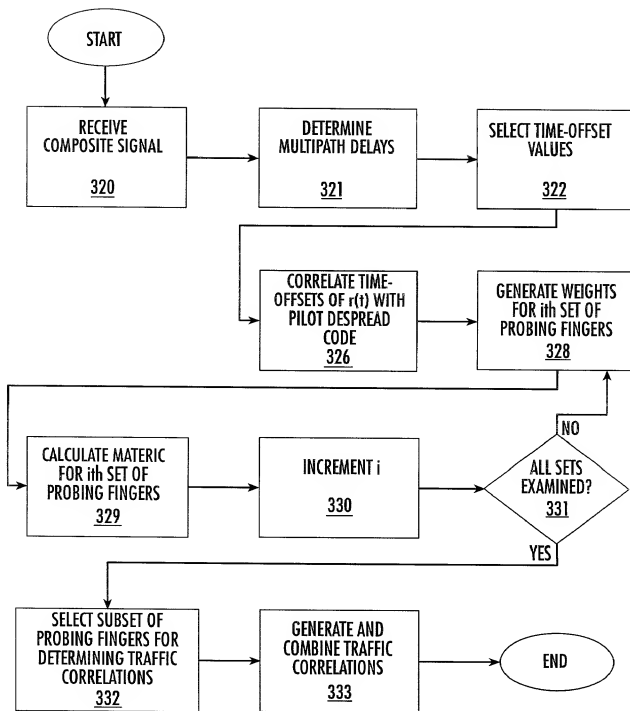 START
RECEIVE
COMPOSITE SIGNAL
320
DETERMINE
MULTIPATH DELAYS
321
SELECT TIME-OFFSET
VALUES
322
CORRELATE TIME-
OFFSETS OF r(t) WITH
PILOT DESPREAD
CODE
326
GENERATE WEIGHTS
FOR ith SET OF
PROBING FINGERS
328
CALCULATE MATERIC
FOR ith SET OF
PROBING FINGERS
329
INCREMENT i
330
NO
ALL SETS
EXAMINED?
331
YES
SELECT SUBSET OF
PROBING FINGERS FOR
DETERMINING TRAFFIC
CORRELATIONS
332
GENERATE AND
COMBINE TRAFFIC
CORRELATIONS
333
END